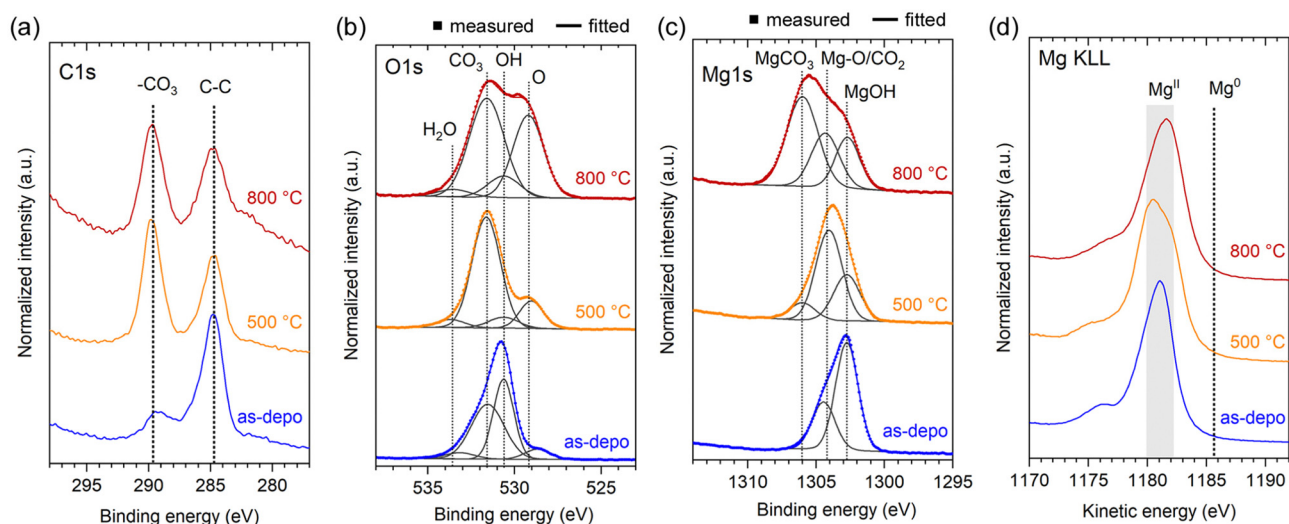 (a)
C1s
-CO₃
C-C
800 °C
500 °C
as-depo
Normalized intensity (a.u.)
295 290 285 280
Binding energy (eV)
(b)
■ measured — fitted
O1s
CO₃
OH
O
H₂O
800 °C
500 °C
as-depo
Normalized intensity (a.u.)
535 530 525
Binding energy (eV)
(c)
■ measured — fitted
Mg1s
MgCO₃
Mg-O/CO₂
MgOH
800 °C
500 °C
as-depo
Normalized intensity (a.u.)
1310 1305 1300 1295
Binding energy (eV)
(d)
Mg KLL
Mgᴵᴵ
Mg⁰
800 °C
500 °C
as-depo
Normalized intensity (a.u.)
1170 1175 1180 1185 1190
Kinetic energy (eV)